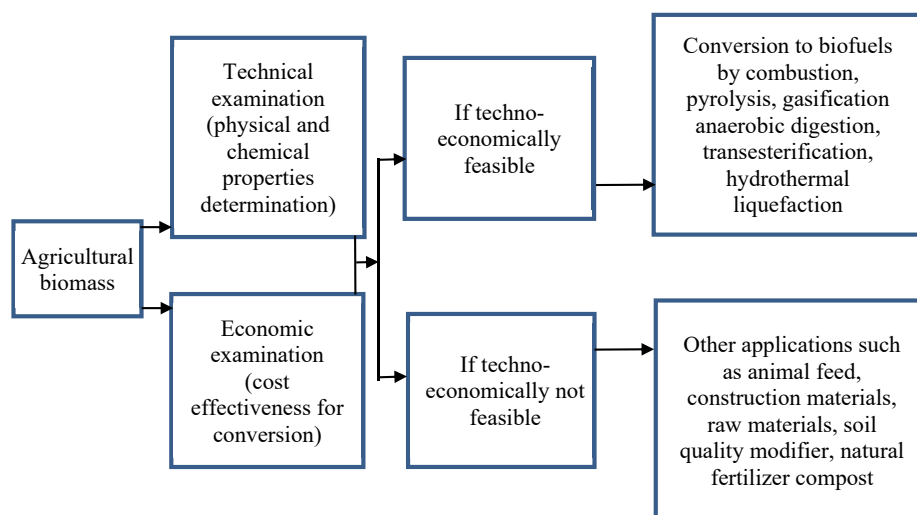 Agricultural
biomass
Technical
examination
(physical and
chemical
properties
determination)
Economic
examination
(cost
effectiveness for
conversion)
If techno-
economically
feasible
If techno-
economically not
feasible
Conversion to biofuels
by combustion,
pyrolysis, gasification
anaerobic digestion,
transesterification,
hydrothermal
liquefaction
Other applications such
as animal feed,
construction materials,
raw materials, soil
quality modifier, natural
fertilizer compost